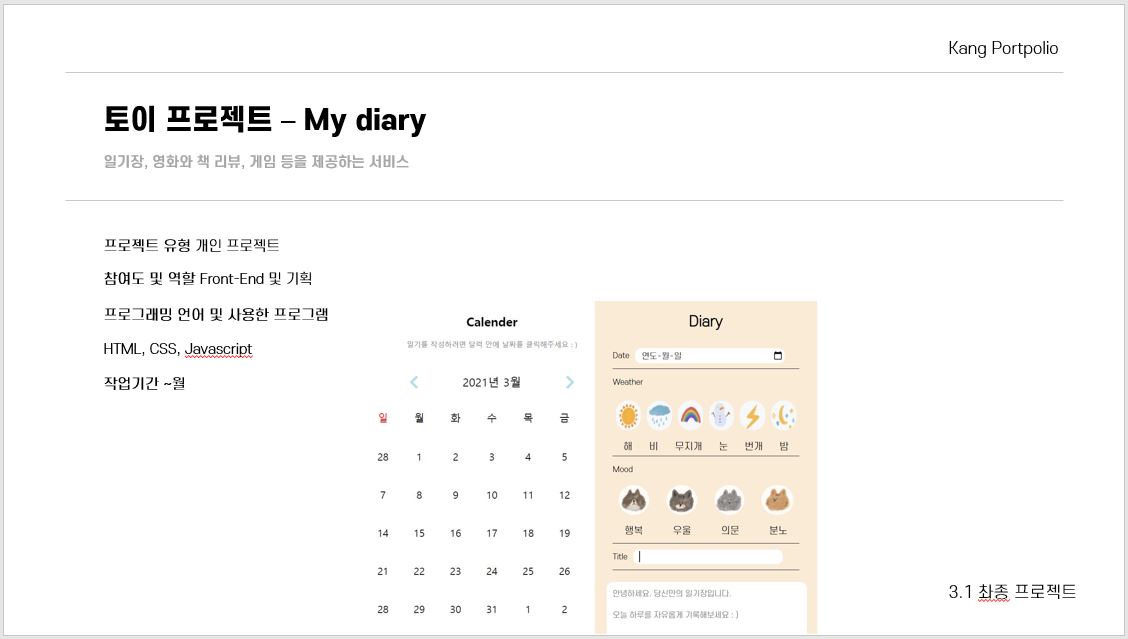 Kang Portpolio
토이 프로젝트 – My diary
일기장, 영화와 책 리뷰, 게임 등을 제공하는 서비스
프로젝트 유형 개인 프로젝트
참여도 및 역할 Front-End 및 기획
프로그래밍 언어 및 사용한 프로그램
HTML, CSS, Javascript
작업기간 ~월
Calender
일기를 작성하려면 달력 안에 날짜를 클릭해주세요 : )
2021년 3월
일 월 화 수 목 금
28 1 2 3 4 5
7 8 9 10 11 12
14 15 16 17 18 19
21 22 23 24 25 26
28 29 30 31 1 2
Diary
Date 연도-월-일
Weather
해 비 무지개 눈 번개 밤
Mood
행복 우울 의문 분노
Title
안녕하세요. 당신만의 일기장입니다.
오늘 하루를 자유롭게 기록해보세요 : )
3.1 촤종 프로젝트